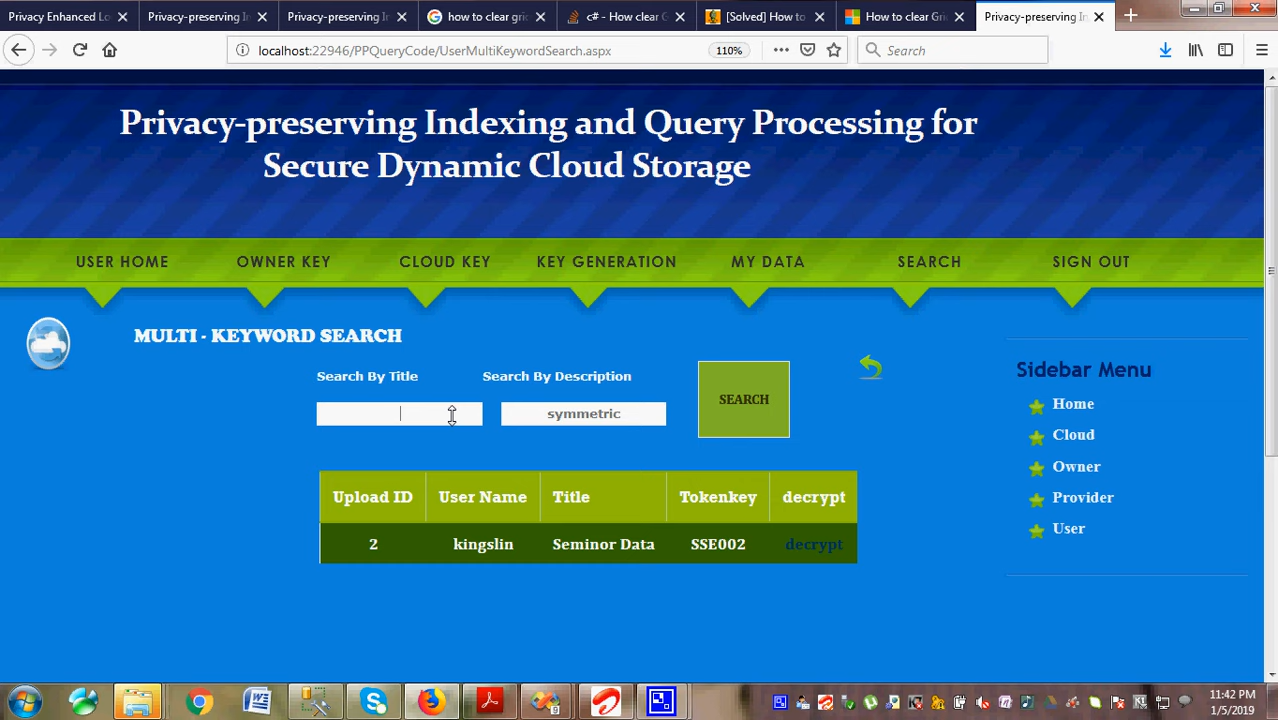 Privacy Enhanced Lo
Privacy-preserving In
Privacy-preserving In
how to clear gric
c# - How clear G
[Solved] How to
How to clear Gri
Privacy-preserving In
localhost:22946/PPQueryCode/UserMultiKeywordSearch.aspx
110%
Search
Privacy-preserving Indexing and Query Processing for
Secure Dynamic Cloud Storage
USER HOME
OWNER KEY
CLOUD KEY
KEY GENERATION
MY DATA
SEARCH
SIGN OUT
MULTI - KEYWORD SEARCH
Search By Title
Search By Description
symmetric
SEARCH
Upload ID User Name Title Tokenkey decrypt
2 kingslin Seminor Data SSE002 decrypt
Sidebar Menu
Home
Cloud
Owner
Provider
User
11:42 PM
1/5/2019